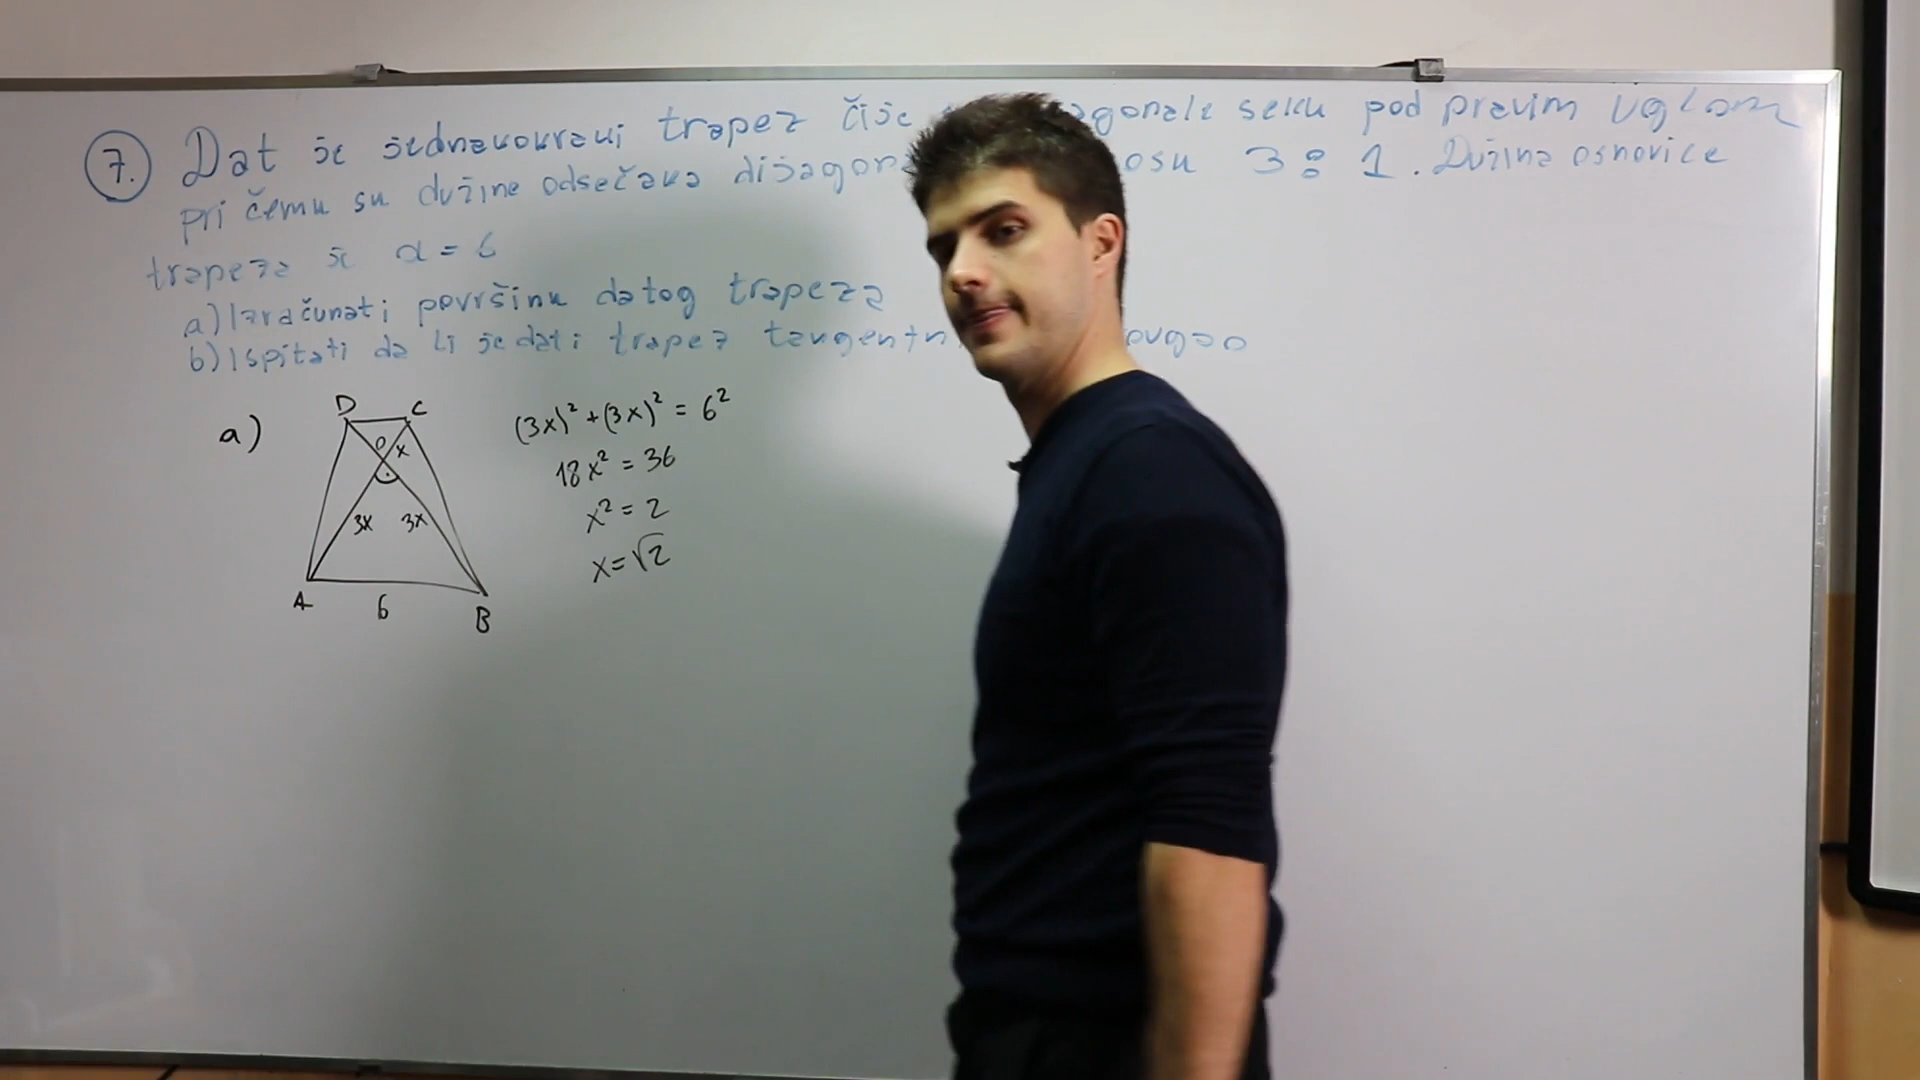 7. Dat je jednakokraki trapez čije agonale seku pod pravim uglom
pri čemu su dužine odsečaka dijagon osu 3:1. Dužina osnovice
trapeza je a = 6
a) Izračunati površinu datog trapeza
b) Ispitati da li je dati trapez tangentn ougao
a)
D C
O x
3x 3x
A 6 B
(3x)² + (3x)² = 6²
18x² = 36
x² = 2
x = √2